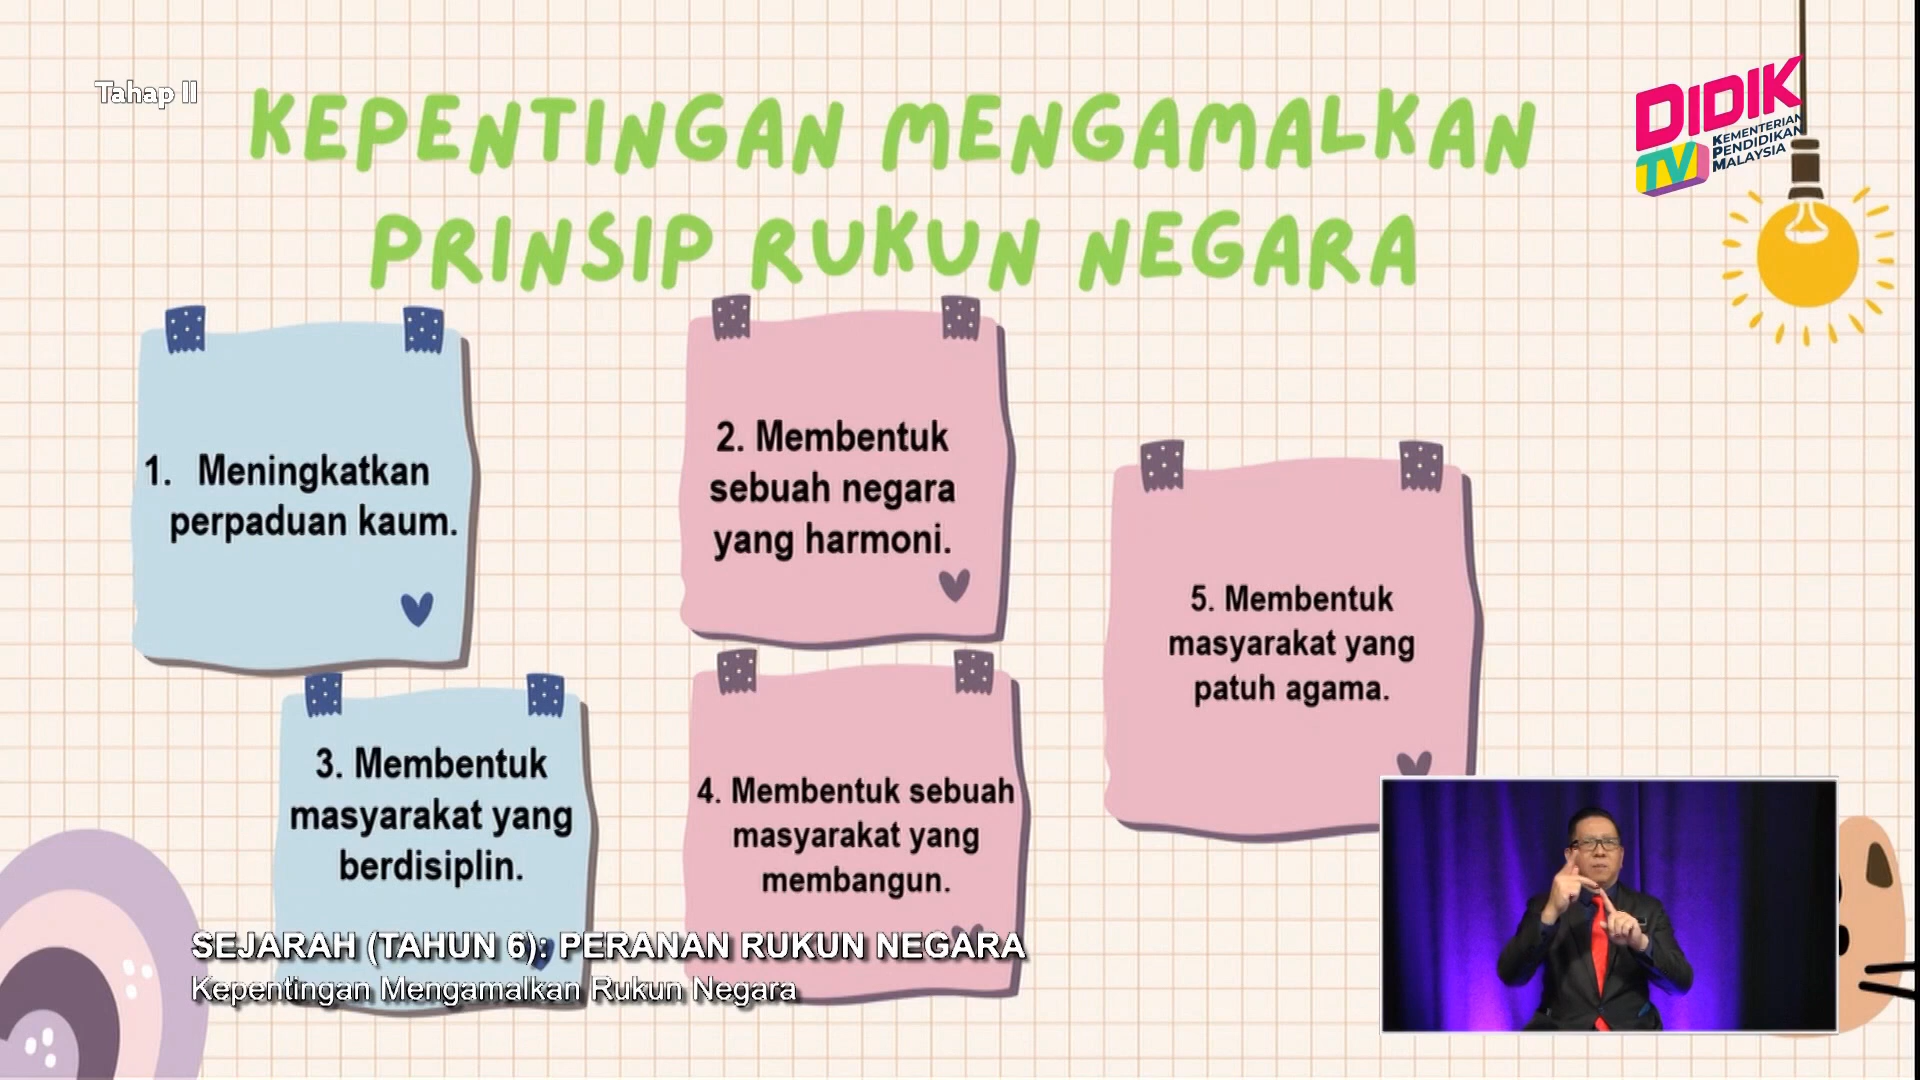 Tahap II
KEPENTINGAN MENGAMALKAN
PRINSIP RUKUN NEGARA
DIDIK
TV
KEMENTERIAN
PENDIDIKAN
MALAYSIA
1. Meningkatkan
perpaduan kaum.
2. Membentuk
sebuah negara
yang harmoni.
3. Membentuk
masyarakat yang
berdisiplin.
4. Membentuk sebuah
masyarakat yang
membangun.
5. Membentuk
masyarakat yang
patuh agama.
SEJARAH (TAHUN 6): PERANAN RUKUN NEGARA
Kepentingan Mengamalkan Rukun Negara